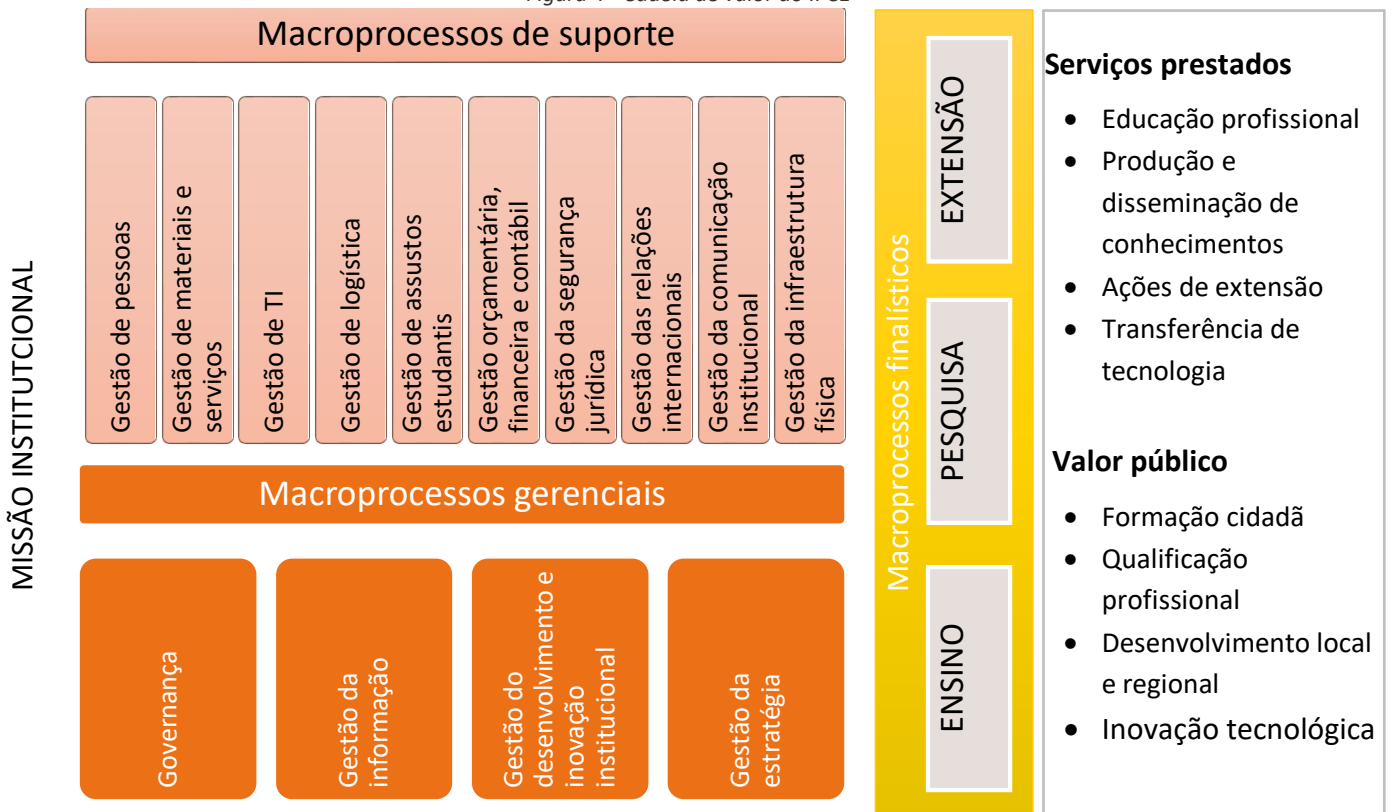 MISSÃO INSTITUTCIONAL
Macroprocessos de suporte
Gestão de pessoas
Gestão de materiais e
serviços
Gestão de TI
Gestão de logística
Gestão de assustos
estudantis
Gestão orçamentária,
financeira e contábil
Gestão da segurança
jurídica
Gestão das relações
internacionais
Gestão da comunicação
institucional
Gestão da infraestrutura
física
Macroprocessos gerenciais
Governança
Gestão da
informação
Gestão do
desenvolvimento e
inovação
institucional
Gestão da
estratégia
Macroprocessos finalísticos
EXTENSÃO
PESQUISA
ENSINO
Serviços prestados
• Educação profissional
• Produção e
disseminação de
conhecimentos
• Ações de extensão
• Transferência de
tecnologia
Valor público
• Formação cidadã
• Qualificação
profissional
• Desenvolvimento local
e regional
• Inovação tecnológica